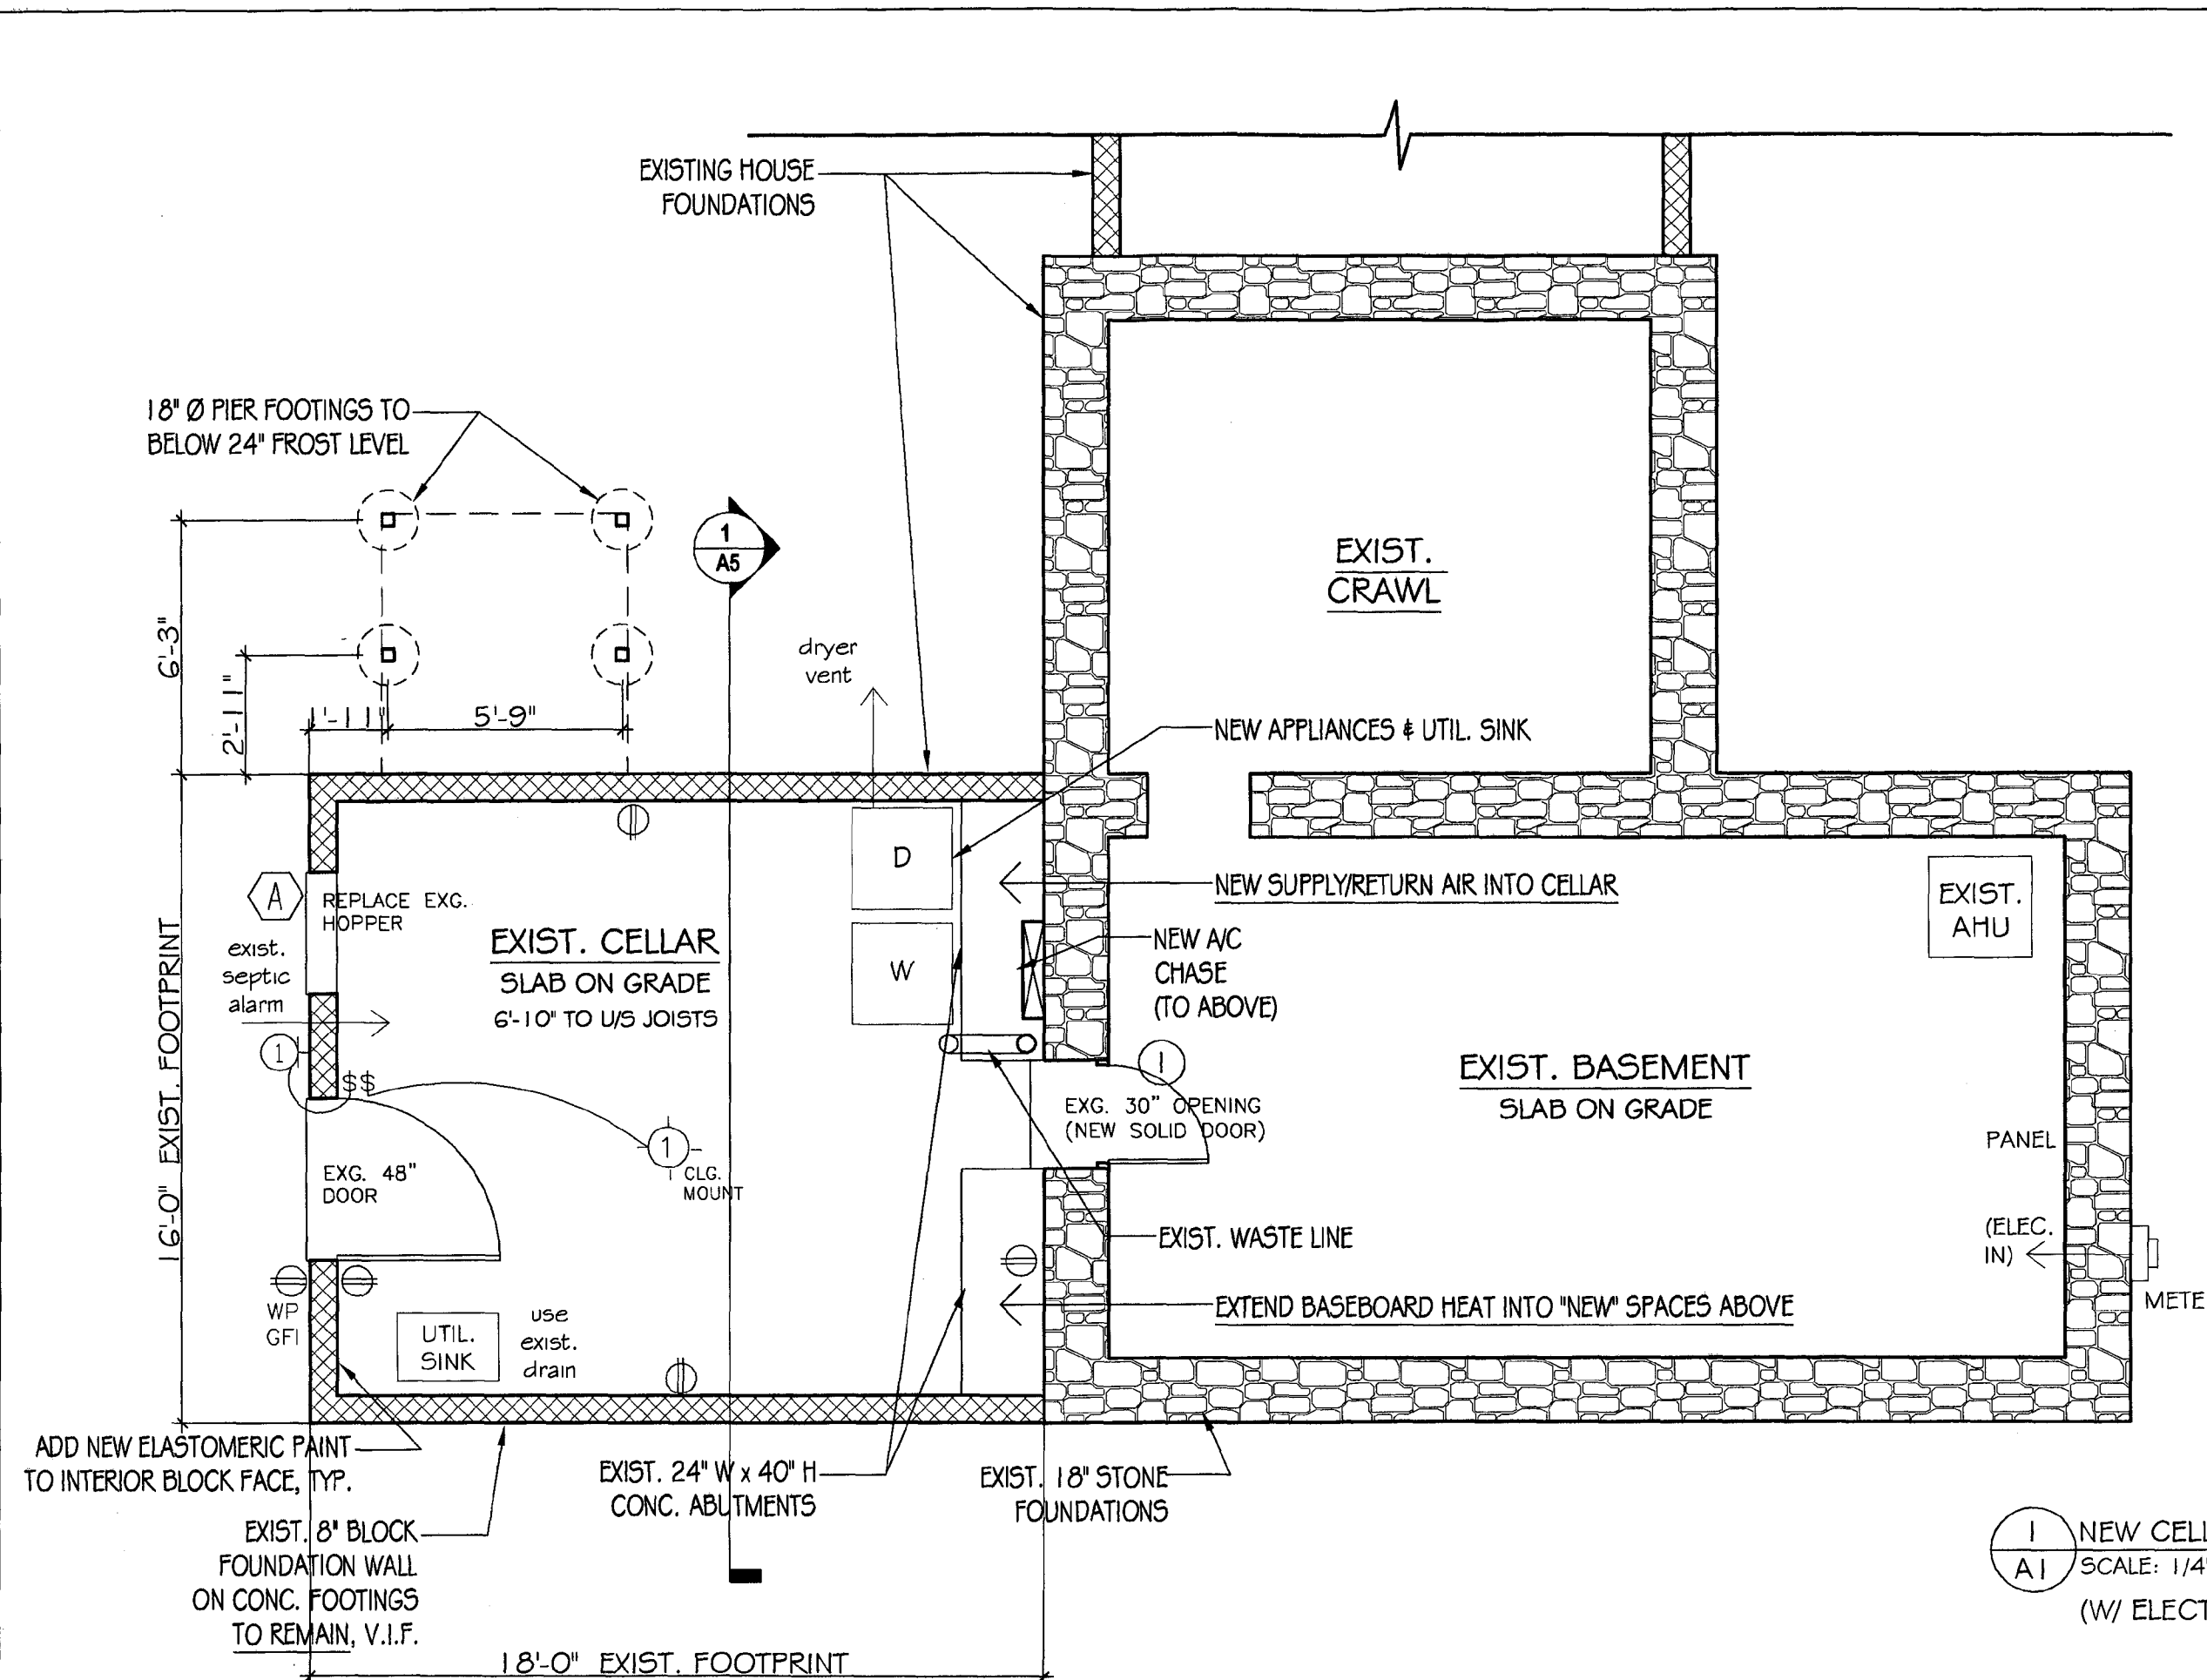 EXISTING HOUSE
FOUNDATIONS
18" Ø PIER FOOTINGS TO
BELOW 24" FROST LEVEL
1
A5
EXIST.
CRAWL
6'-3"
2'-11"
1'-11"
5'-9"
dryer
vent
NEW APPLIANCES & UTIL. SINK
D
NEW SUPPLY/RETURN AIR INTO CELLAR
EXIST.
AHU
A
REPLACE EXG.
HOPPER
exist.
septic
alarm
EXIST. CELLAR
SLAB ON GRADE
6'-10" TO U/S JOISTS
W
NEW A/C
CHASE
(TO ABOVE)
16'-0" EXIST. FOOTPRINT
1
$$
1
EXIST. BASEMENT
SLAB ON GRADE
EXG. 30" OPENING
(NEW SOLID DOOR)
PANEL
1
CLG.
MOUNT
EXG. 48"
DOOR
EXIST. WASTE LINE
(ELEC.
IN)
METE
WP
GFI
EXTEND BASEBOARD HEAT INTO "NEW" SPACES ABOVE
UTIL.
SINK
use
exist.
drain
ADD NEW ELASTOMERIC PAINT
TO INTERIOR BLOCK FACE, TYP.
EXIST. 24" W x 40" H
CONC. ABUTMENTS
EXIST. 18" STONE
FOUNDATIONS
EXIST. 8" BLOCK
FOUNDATION WALL
ON CONC. FOOTINGS
TO REMAIN, V.I.F.
1
A1
NEW CELL
SCALE: 1/4"
(W/ ELECT
18'-0" EXIST. FOOTPRINT